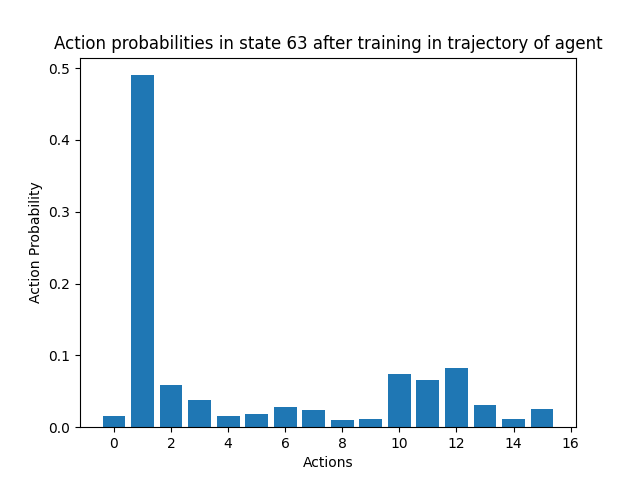 Action probabilities in state 63 after training in trajectory of agent
0.5
0.4
0.3
0.2
0.1
0.0
Action Probability
0 2 4 6 8 10 12 14 16
Actions